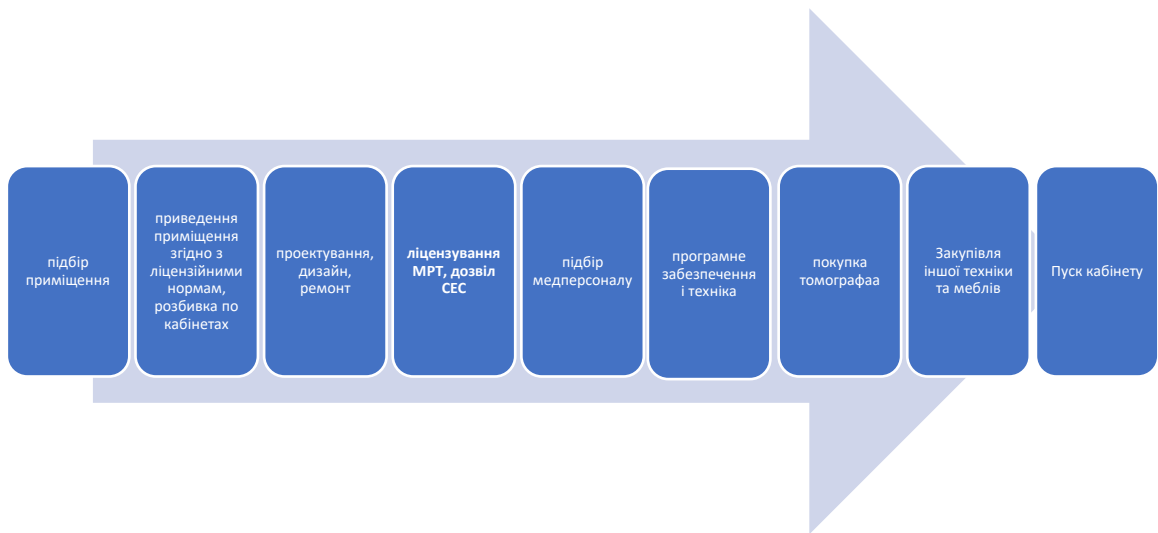 підбір
приміщення
приведення
приміщення
згідно з
ліцензійними
нормам,
розбивка по
кабінетах
проектування,
дизайн,
ремонт
ліцензування
МРТ, дозвіл
СЕС
підбір
медперсоналу
програмне
забезпечення
і техніка
покупка
томографаа
Закупівля
іншої техніки
та меблів
Пуск кабінету